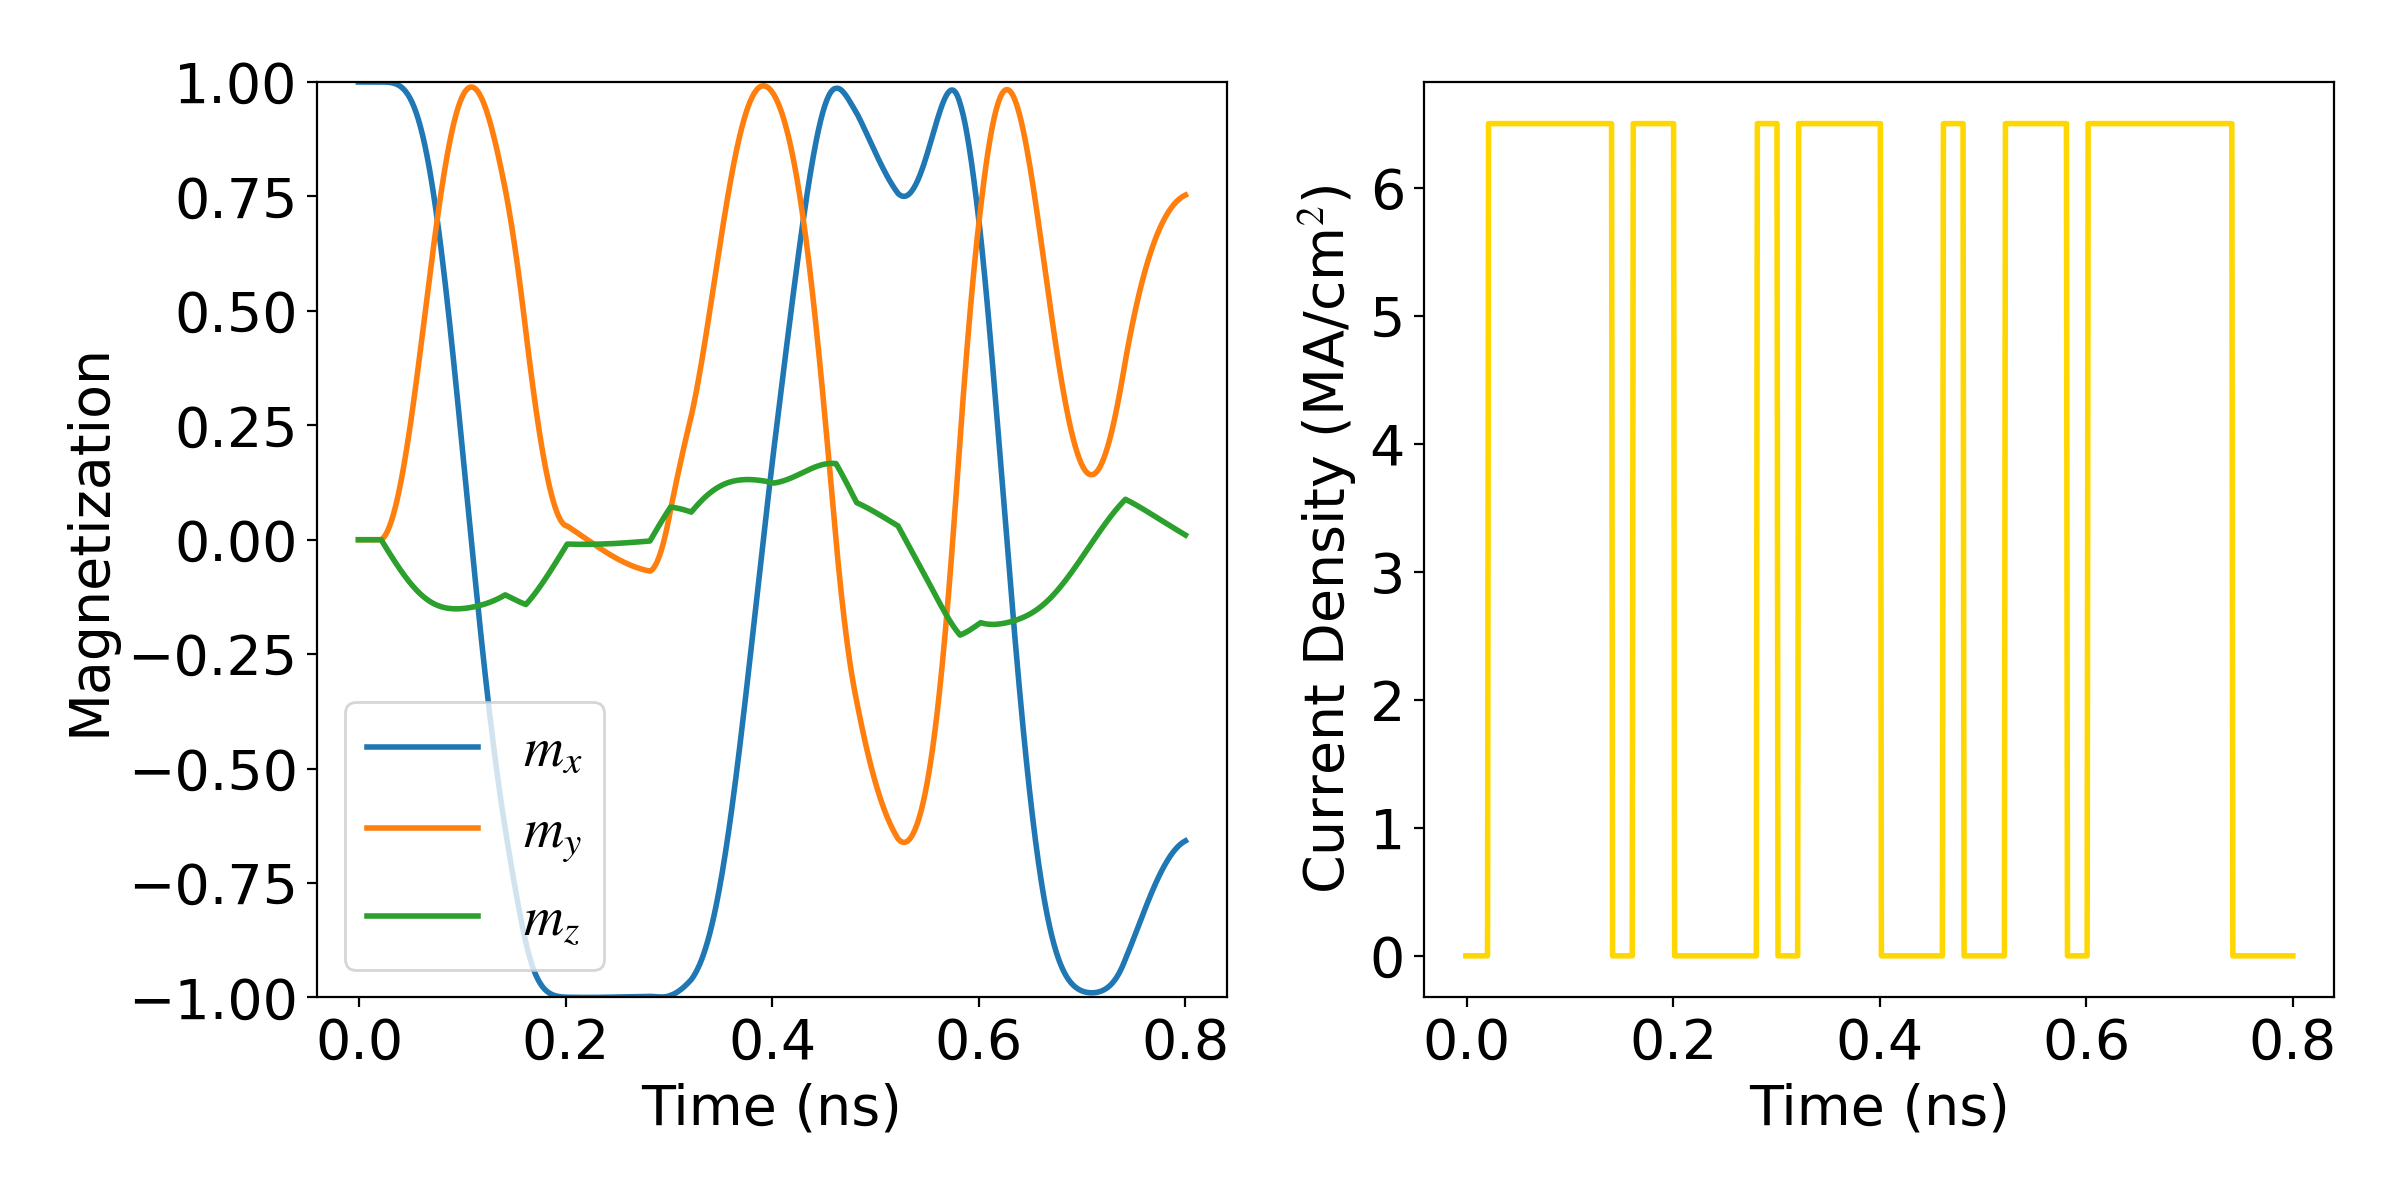 1.00
0.75
0.50
0.25
0.00
−0.25
−0.50
−0.75
−1.00
Magnetization
m_x
m_y
m_z
0.0 0.2 0.4 0.6 0.8
Time (ns)
6
5
4
3
2
1
0
Current Density (MA/cm²)
0.0 0.2 0.4 0.6 0.8
Time (ns)